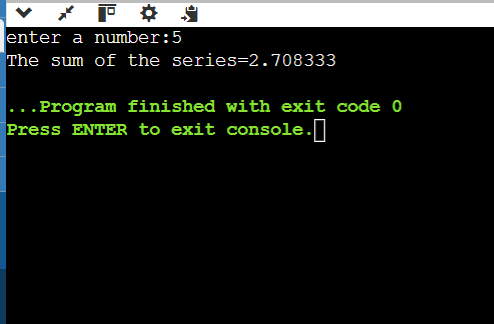 enter a number:5
The sum of the series=2.708333
...Program finished with exit code 0
Press ENTER to exit console.